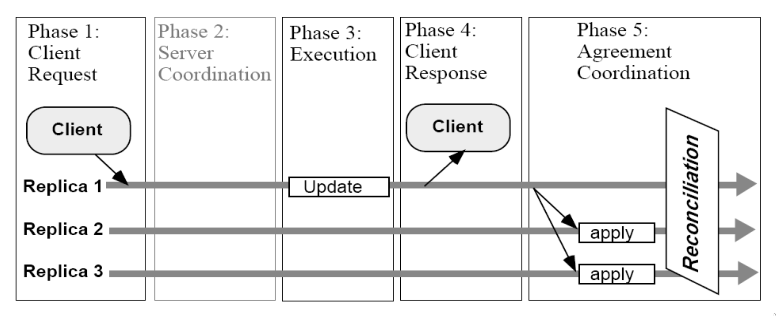 Phase 1:
Client
Request
Phase 2:
Server
Coordination
Phase 3:
Execution
Phase 4:
Client
Response
Phase 5:
Agreement
Coordination
Client
Client
Replica 1
Update
Replica 2
apply
Replica 3
apply
Reconciliation